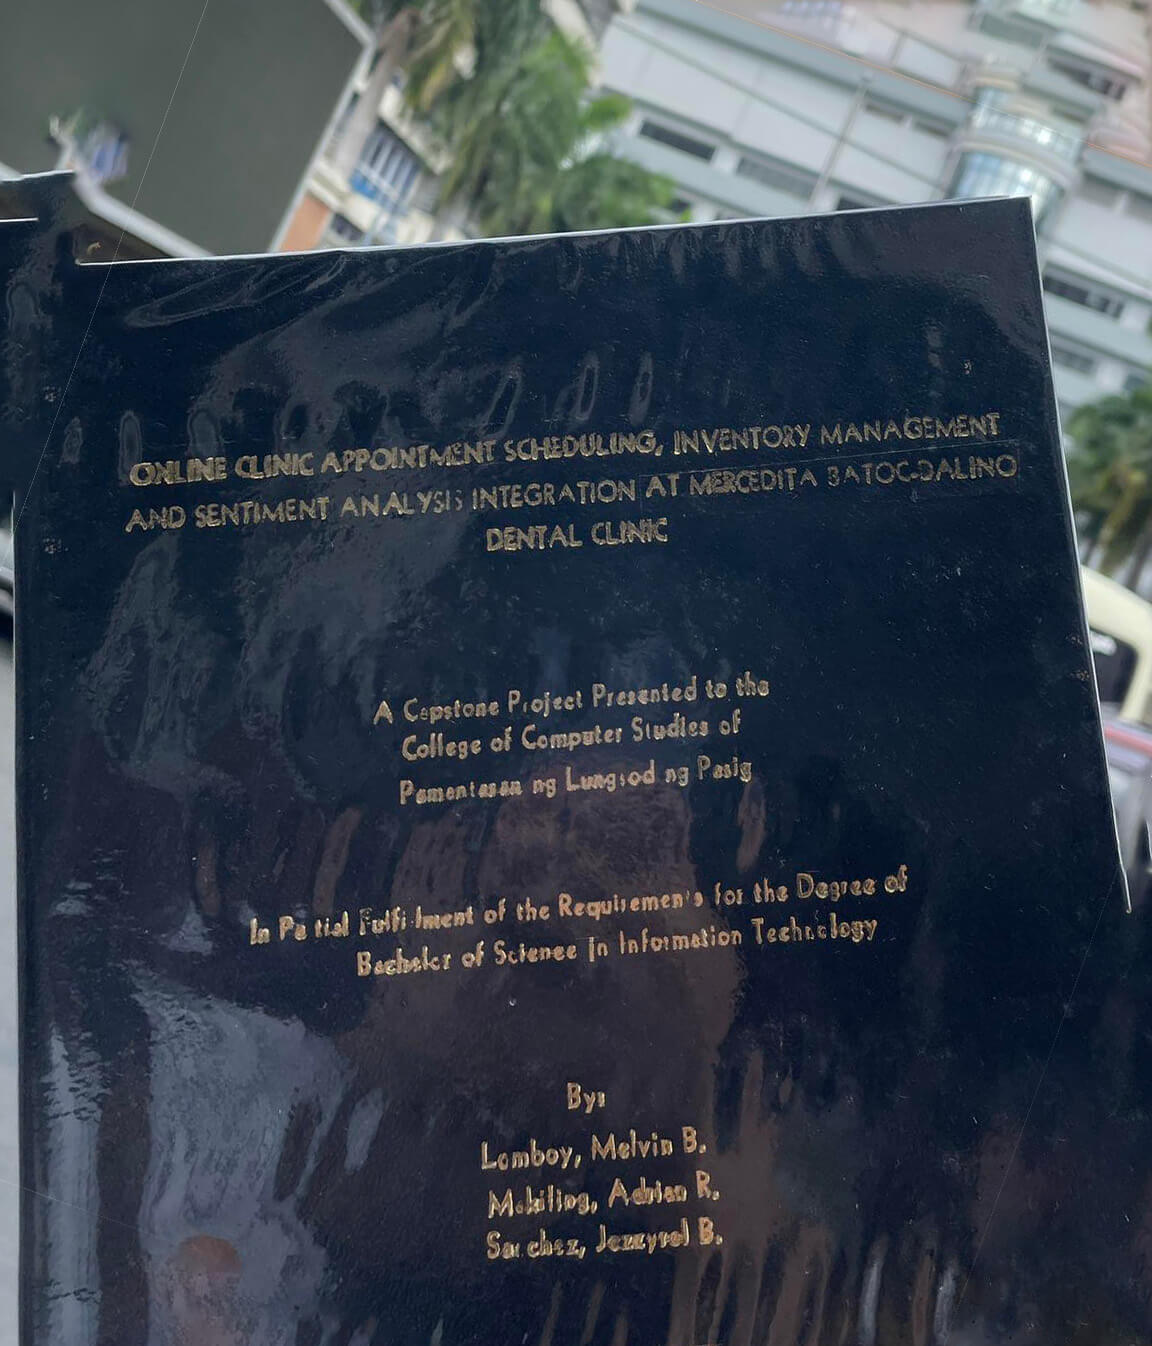 ONLINE CLINIC APPOINTMENT SCHEDULING, INVENTORY MANAGEMENT
AND SENTIMENT ANALYSIS INTEGRATION AT MERCEDITA BATOC-DALINO
DENTAL CLINIC
A Capstone Project Presented to the
College of Computer Studies of
Pamantasan ng Lungsod ng Pasig
In Partial Fulfillment of the Requirements for the Degree of
Bachelor of Science in Information Technology
By:
Lomboy, Melvin B.
Makiling, Adrian R.
Sanchez, Jezzyrel B.